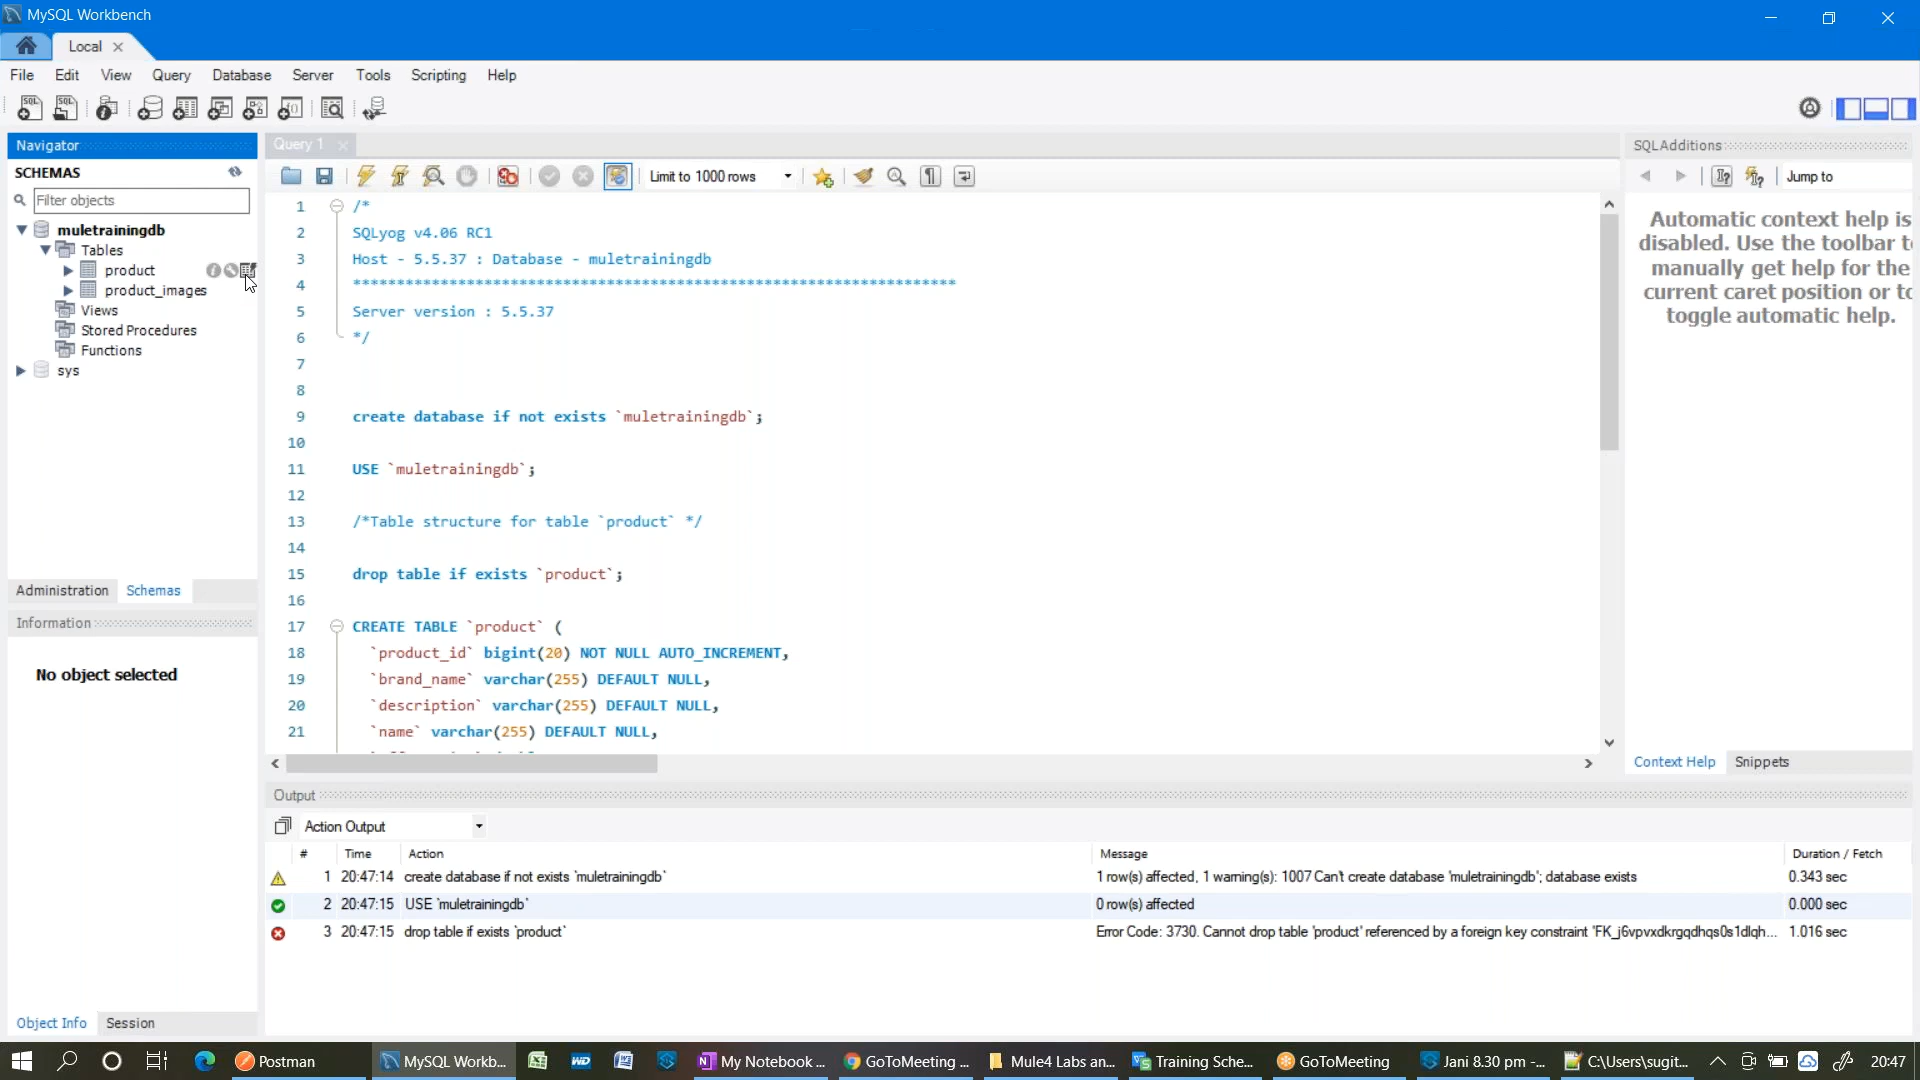 MySQL Workbench
Local
File Edit View Query Database Server Tools Scripting Help
Navigator
SCHEMAS
Filter objects
muletrainingdb
Tables
product
product_images
Views
Stored Procedures
Functions
sys
Administration Schemas
Information
No object selected
Object Info Session
Query 1
Limit to 1000 rows
1 /*
2 SQLyog v4.06 RC1
3 Host - 5.5.37 : Database - muletrainingdb
4 *********************************************************************
5 Server version : 5.5.37
6 */
7
8
9 create database if not exists `muletrainingdb`;
10
11 USE `muletrainingdb`;
12
13 /*Table structure for table `product` */
14
15 drop table if exists `product`;
16
17 CREATE TABLE `product` (
18 `product_id` bigint(20) NOT NULL AUTO_INCREMENT,
19 `brand_name` varchar(255) DEFAULT NULL,
20 `description` varchar(255) DEFAULT NULL,
21 `name` varchar(255) DEFAULT NULL,
SQLAdditions
Jump to
Automatic context help is
disabled. Use the toolbar t
manually get help for the
current caret position or to
toggle automatic help.
Context Help Snippets
Output
Action Output
# Time Action Message Duration / Fetch
1 20:47:14 create database if not exists `muletrainingdb` 1 row(s) affected, 1 warning(s): 1007 Can't create database 'muletrainingdb'; database exists 0.343 sec
2 20:47:15 USE `muletrainingdb` 0 row(s) affected 0.000 sec
3 20:47:15 drop table if exists `product` Error Code: 3730. Cannot drop table 'product' referenced by a foreign key constraint 'FK_j6vpvxdkrgqdhqs0s1dlqh... 1.016 sec
Postman MySQL Workb... My Notebook ... GoToMeeting ... Mule4 Labs an... Training Sche... GoToMeeting Jani 8.30 pm -... C:\Users\sugit... 20:47